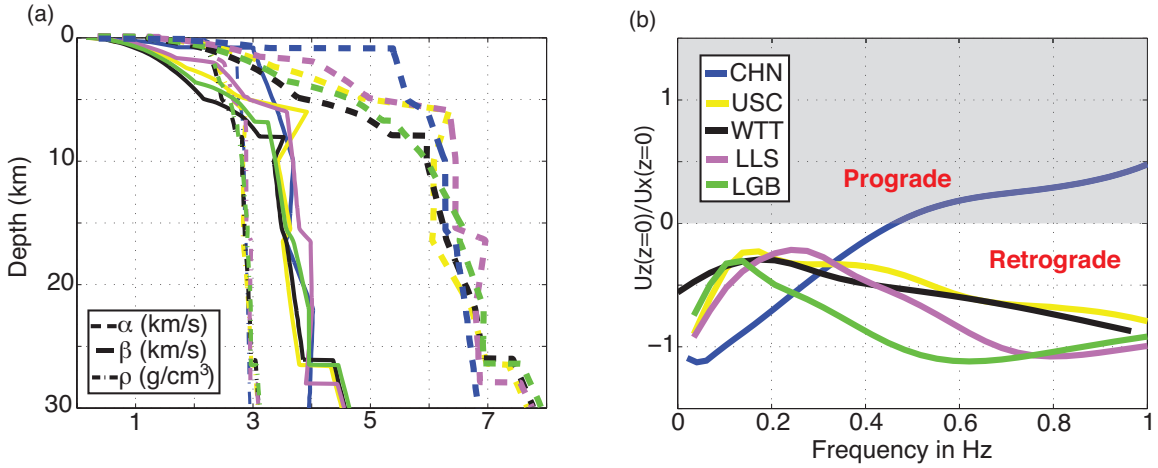 (a)
0
10
20
30
Depth (km)
α (km/s)
β (km/s)
ρ (g/cm³)
1
3
5
7
(b)
1
0
−1
Uz(z=0)/Ux(z=0)
CHN
USC
WTT
LLS
LGB
Prograde
Retrograde
0
0.2
0.4
0.6
0.8
1
Frequency in Hz